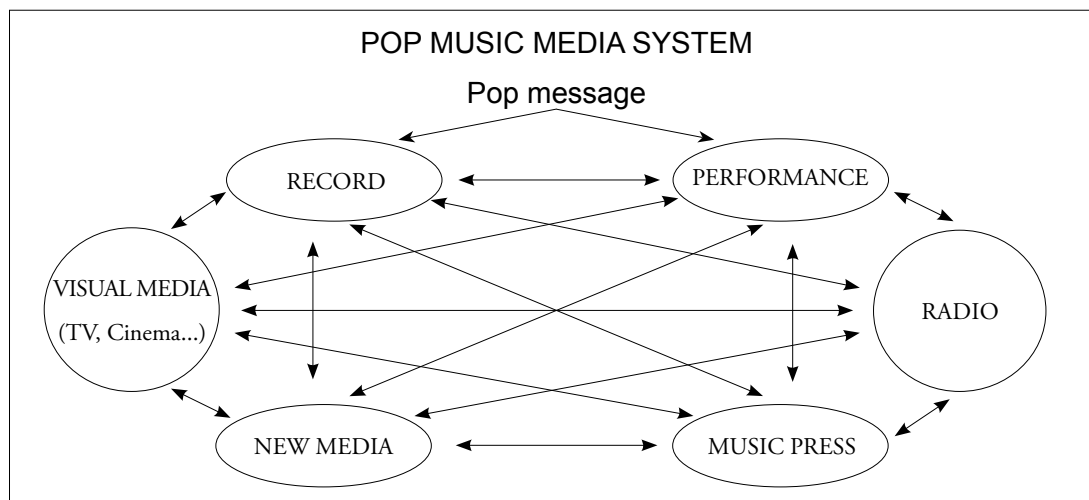 POP MUSIC MEDIA SYSTEM
Pop message
RECORD
PERFORMANCE
VISUAL MEDIA
(TV, Cinema...)
RADIO
NEW MEDIA
MUSIC PRESS